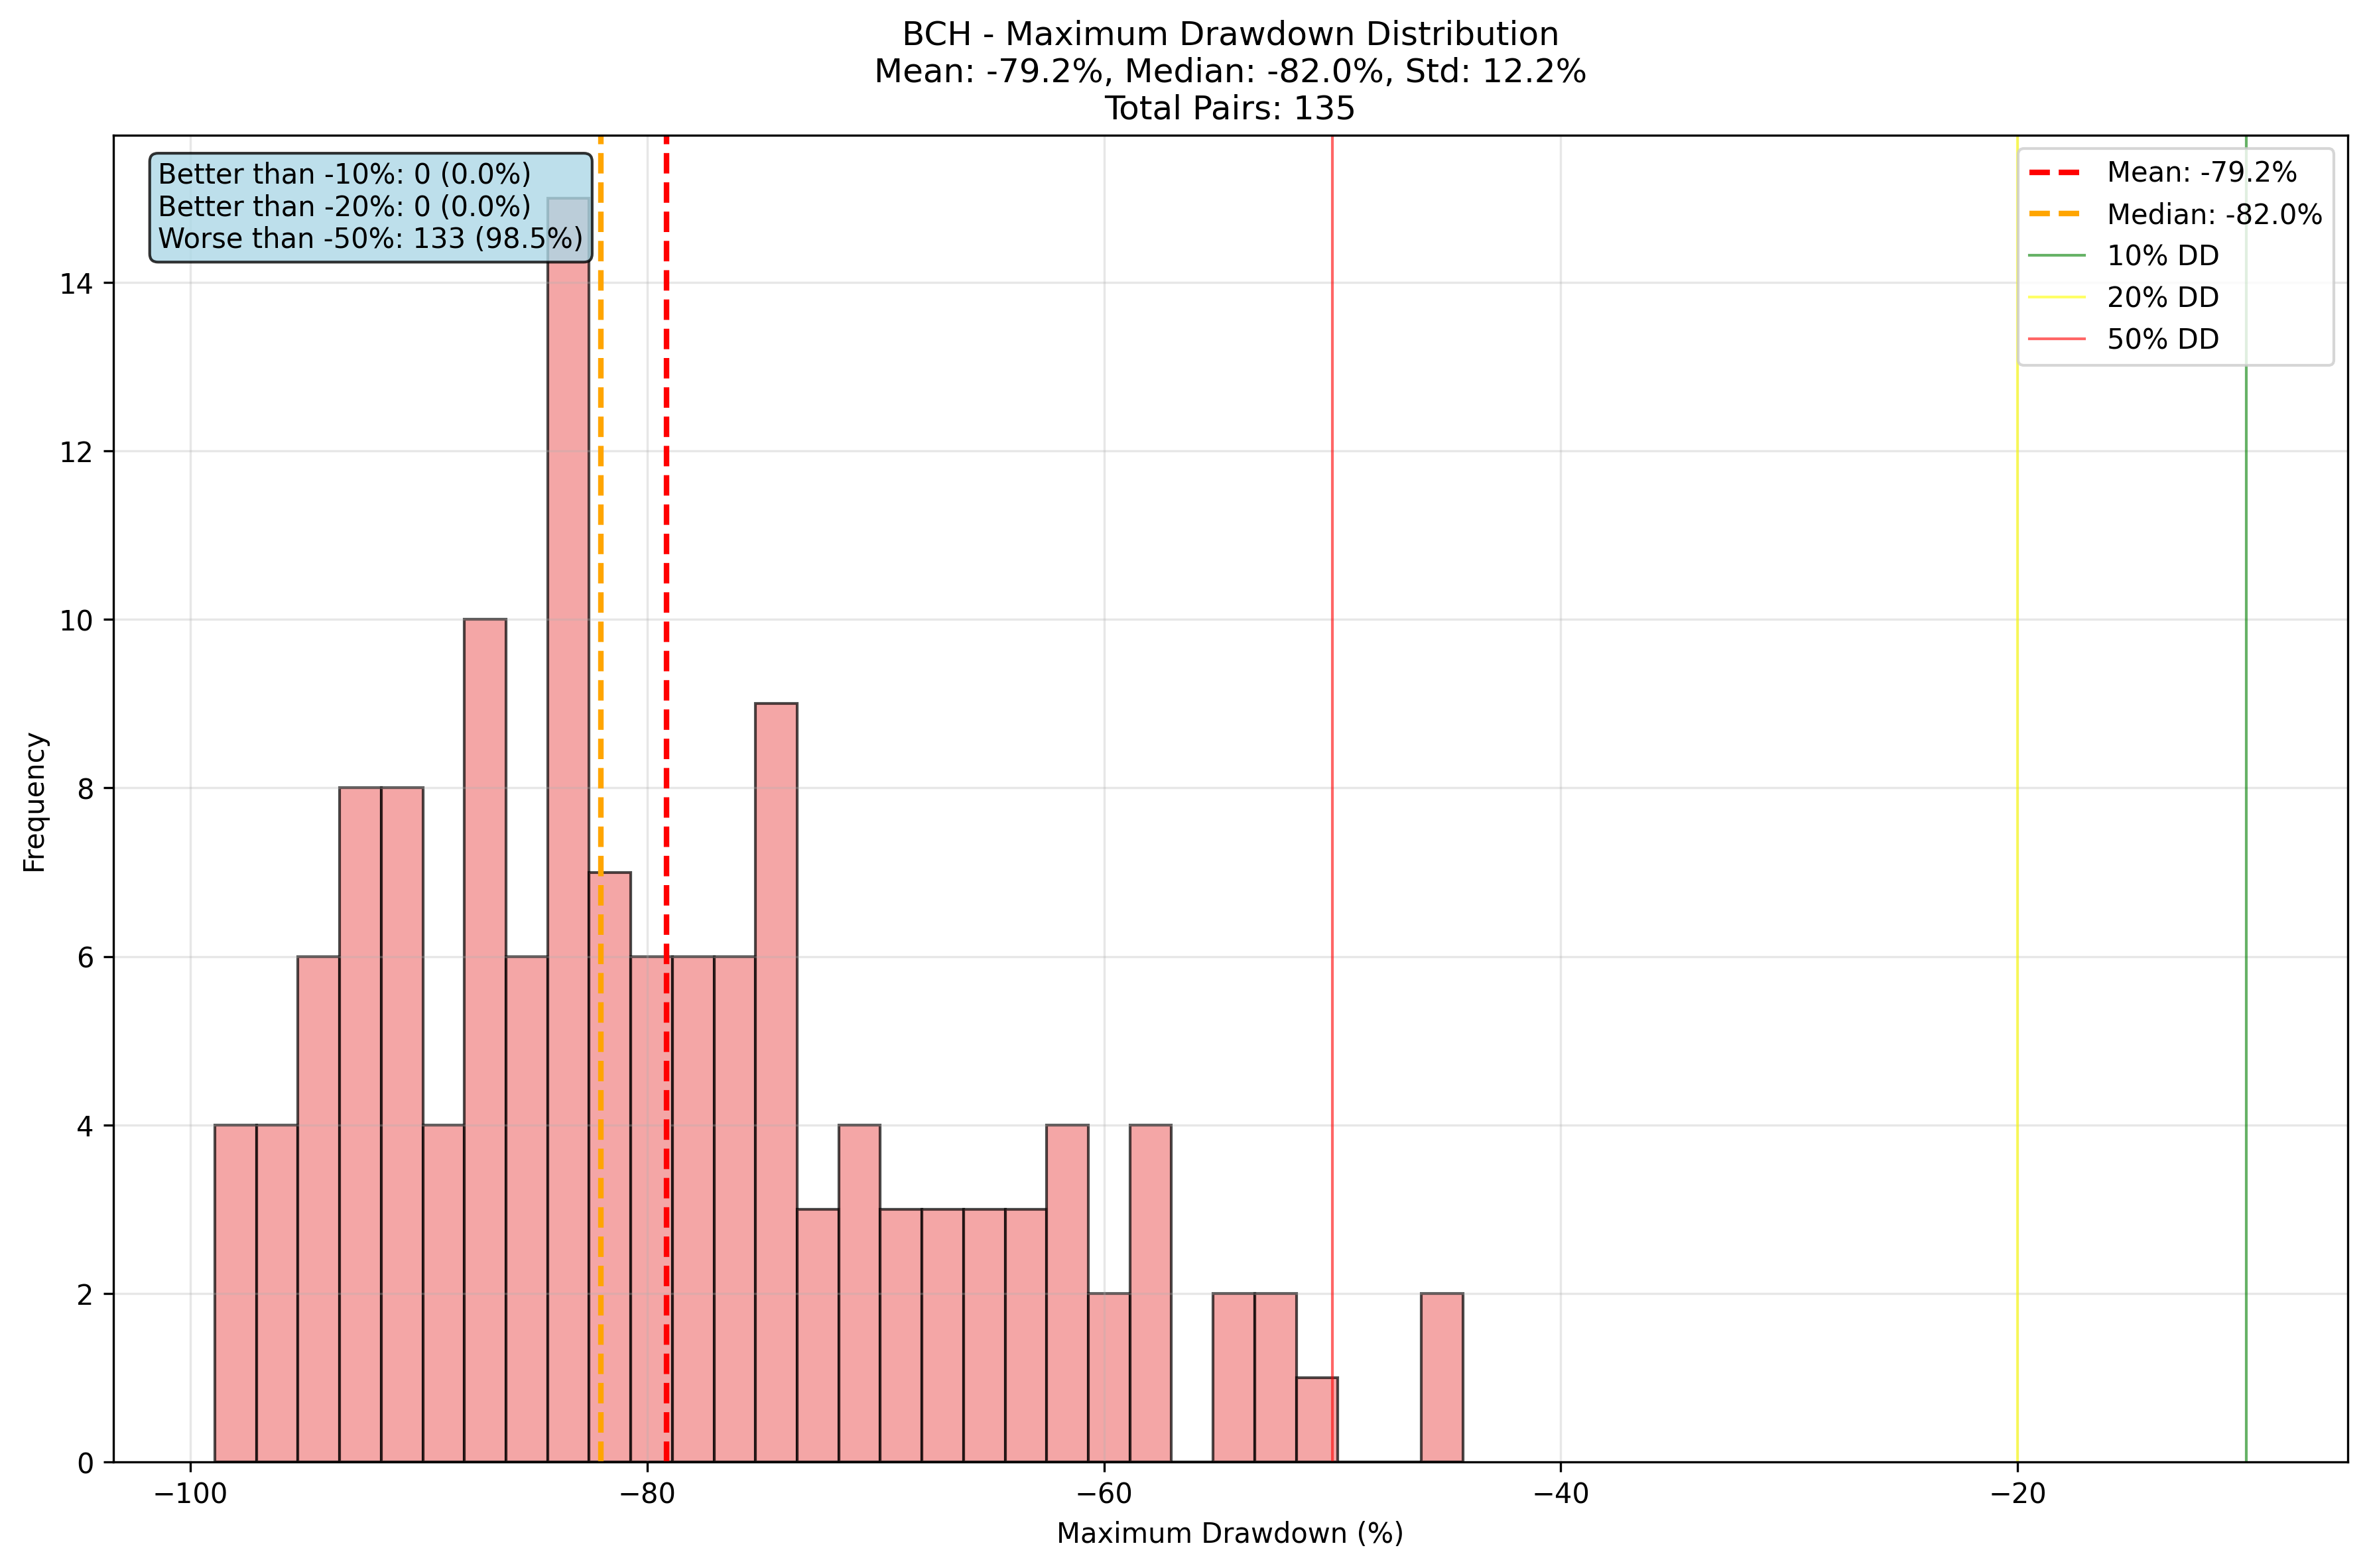 BCH - Maximum Drawdown Distribution
Mean: -79.2%, Median: -82.0%, Std: 12.2%
Total Pairs: 135
Better than -10%: 0 (0.0%)
Better than -20%: 0 (0.0%)
Worse than -50%: 133 (98.5%)
Mean: -79.2%
Median: -82.0%
10% DD
20% DD
50% DD
Frequency
14
12
10
8
6
4
2
0
−100
−80
−60
−40
−20
Maximum Drawdown (%)